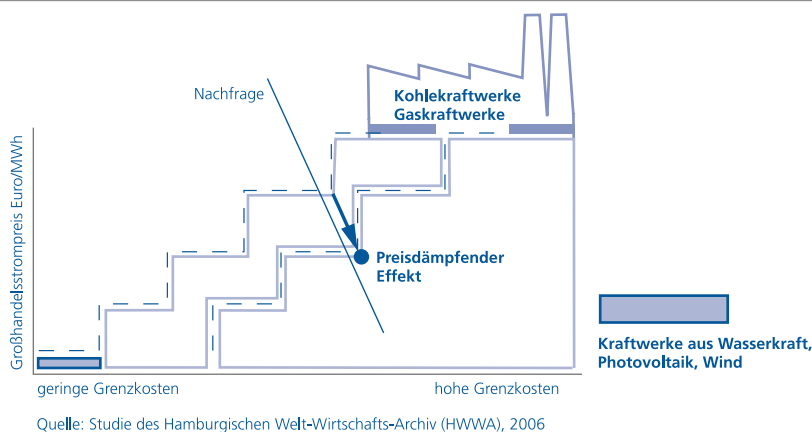 Nachfrage
Kohlekraftwerke
Gaskraftwerke
Großhandelsstrompreis Euro/MWh
Preisdämpfender
Effekt
Kraftwerke aus Wasserkraft,
Photovoltaik, Wind
geringe Grenzkosten
hohe Grenzkosten
Quelle: Studie des Hamburgischen Welt-Wirtschafts-Archiv (HWWA), 2006